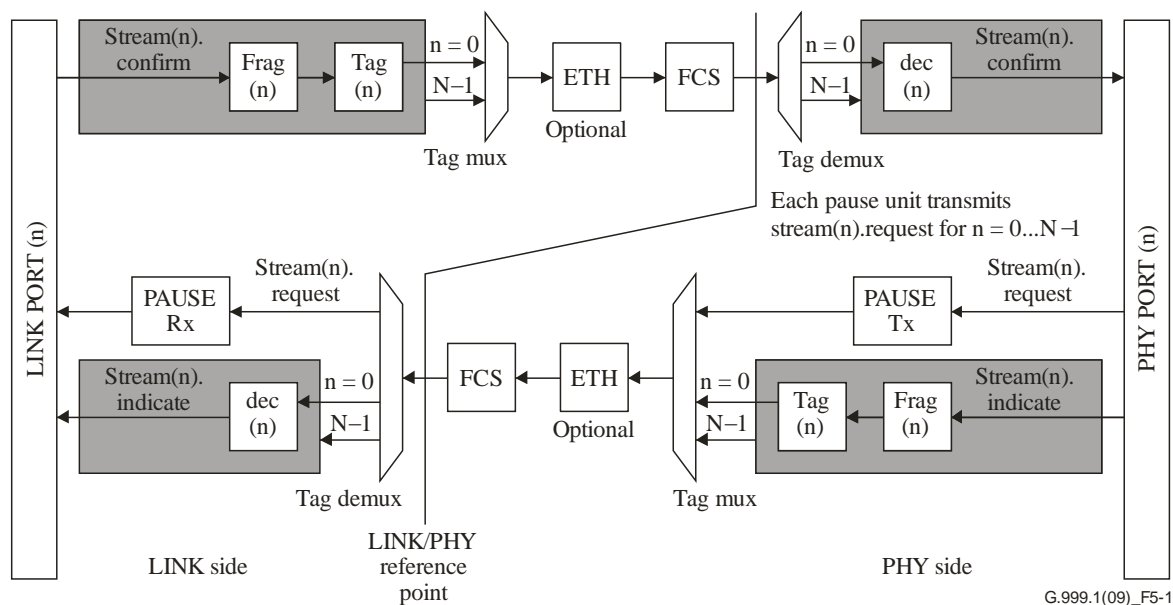 Stream(n).
confirm
Frag
(n)
Tag
(n)
n = 0
N–1
Tag mux
ETH
Optional
FCS
n = 0
N–1
Tag demux
dec
(n)
Stream(n).
confirm
LINK PORT (n)
PHY PORT (n)
Each pause unit transmits
stream(n).request for n = 0...N–1
PAUSE
Rx
Stream(n).
request
PAUSE
Tx
Stream(n).
request
Stream(n).
indicate
dec
(n)
n = 0
N–1
Tag demux
FCS
ETH
Optional
n = 0
N–1
Tag mux
Tag
(n)
Frag
(n)
Stream(n).
indicate
LINK side
LINK/PHY
reference
point
PHY side
G.999.1(09)_F5-1